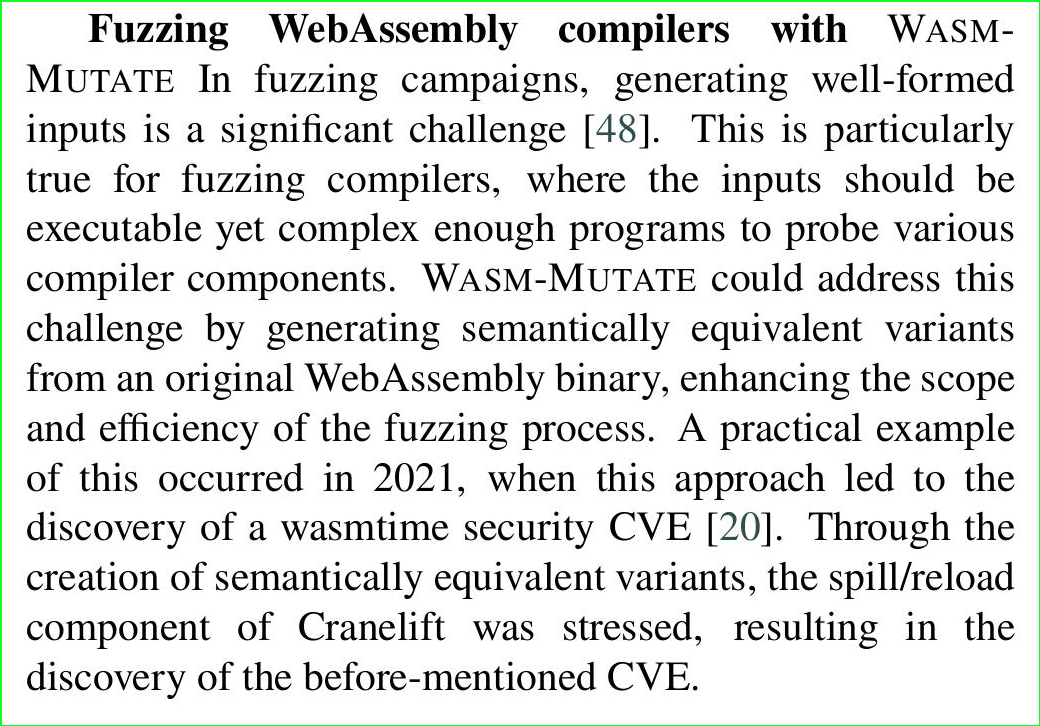 Fuzzing WebAssembly compilers with WASM-
MUTATE In fuzzing campaigns, generating well-formed
inputs is a significant challenge [48]. This is particularly
true for fuzzing compilers, where the inputs should be
executable yet complex enough programs to probe various
compiler components. WASM-MUTATE could address this
challenge by generating semantically equivalent variants
from an original WebAssembly binary, enhancing the scope
and efficiency of the fuzzing process. A practical example
of this occurred in 2021, when this approach led to the
discovery of a wasmtime security CVE [20]. Through the
creation of semantically equivalent variants, the spill/reload
component of Cranelift was stressed, resulting in the
discovery of the before-mentioned CVE.